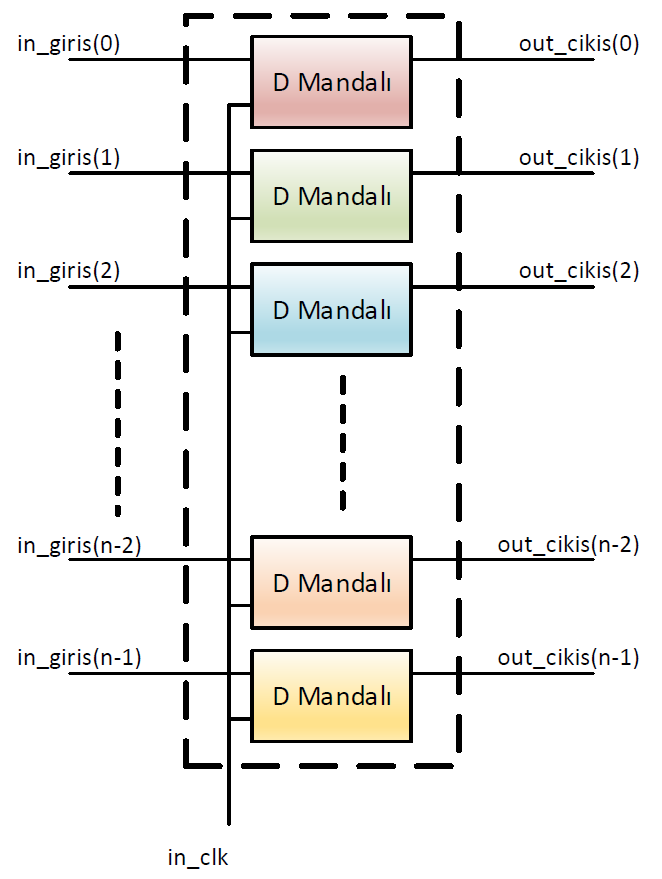 in_giris(0)
out_cikis(0)
D Mandalı
in_giris(1)
out_cikis(1)
D Mandalı
in_giris(2)
out_cikis(2)
D Mandalı
in_giris(n-2)
out_cikis(n-2)
D Mandalı
in_giris(n-1)
out_cikis(n-1)
D Mandalı
in_clk